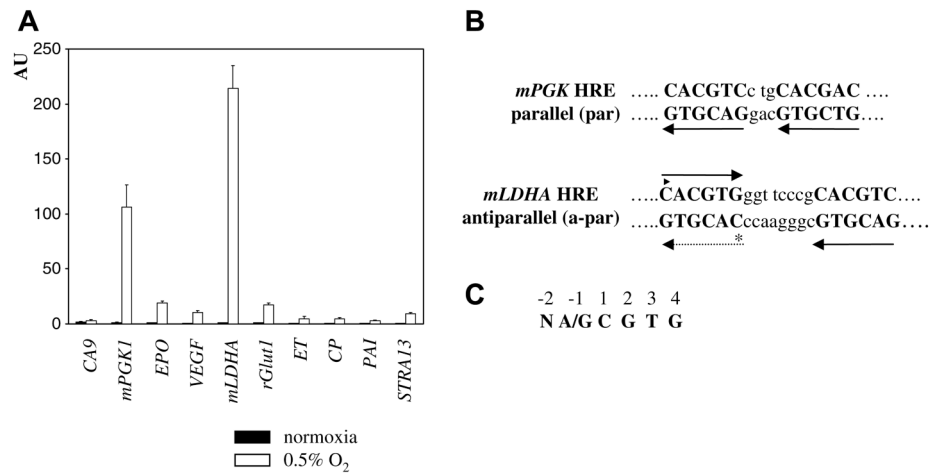 A
AU
250
200
150
100
50
0
CA9
mPGK1
EPO
VEGF
mLDHA
rGlut1
ET
CP
PAI
STRA13
normoxia
0.5% O₂
B
mPGK HRE ….. CACGTCc tgCACGAC ….
parallel (par) ….. GTGCAGgacGTGCTG….
mLDHA HRE …..CACGTGggt tcccgCACGTC….
antiparallel (a-par) …..GTGCACccaagggcGTGCAG….
*
C
-2 -1 1 2 3 4
N A/G C G T G